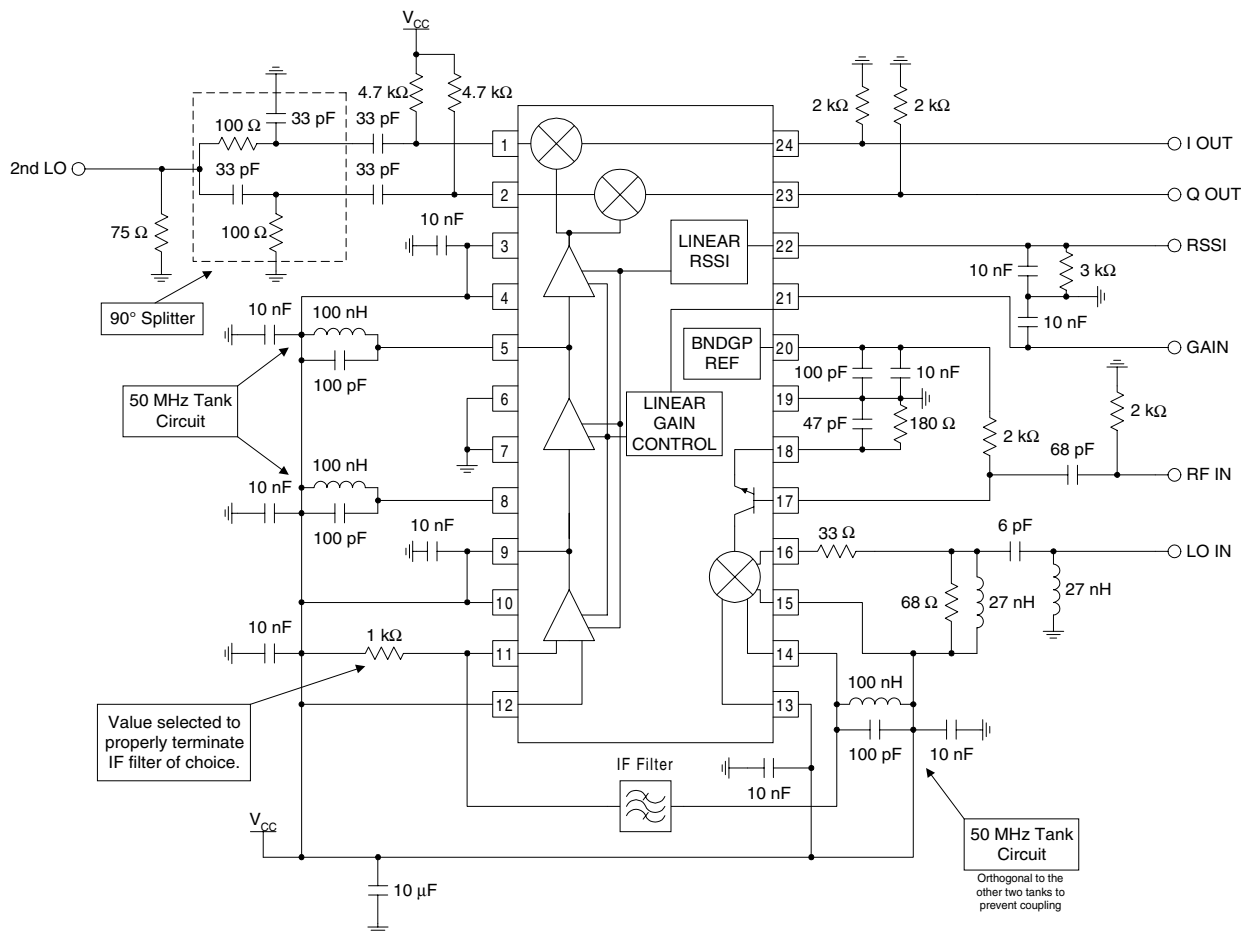 V_CC
4.7 kΩ
4.7 kΩ
2 kΩ
2 kΩ
33 pF
33 pF
100 Ω
33 pF
33 pF
2nd LO
75 Ω
100 Ω
90° Splitter
1
2
3
4
5
6
7
8
9
10
11
12
24
23
22
21
20
19
18
17
16
15
14
13
I OUT
Q OUT
RSSI
GAIN
RF IN
LO IN
10 nF
10 nF
100 nH
100 pF
50 MHz Tank
Circuit
10 nF
100 nH
100 pF
10 nF
10 nF
1 kΩ
Value selected to
properly terminate
IF filter of choice.
LINEAR
RSSI
BNDGP
REF
LINEAR
GAIN
CONTROL
10 nF
3 kΩ
10 nF
100 pF
10 nF
47 pF
180 Ω
2 kΩ
68 pF
2 kΩ
33 Ω
6 pF
68 Ω
27 nH
27 nH
100 nH
100 pF
10 nF
IF Filter
10 nF
V_CC
10 µF
50 MHz Tank
Circuit
Orthogonal to the
other two tanks to
prevent coupling